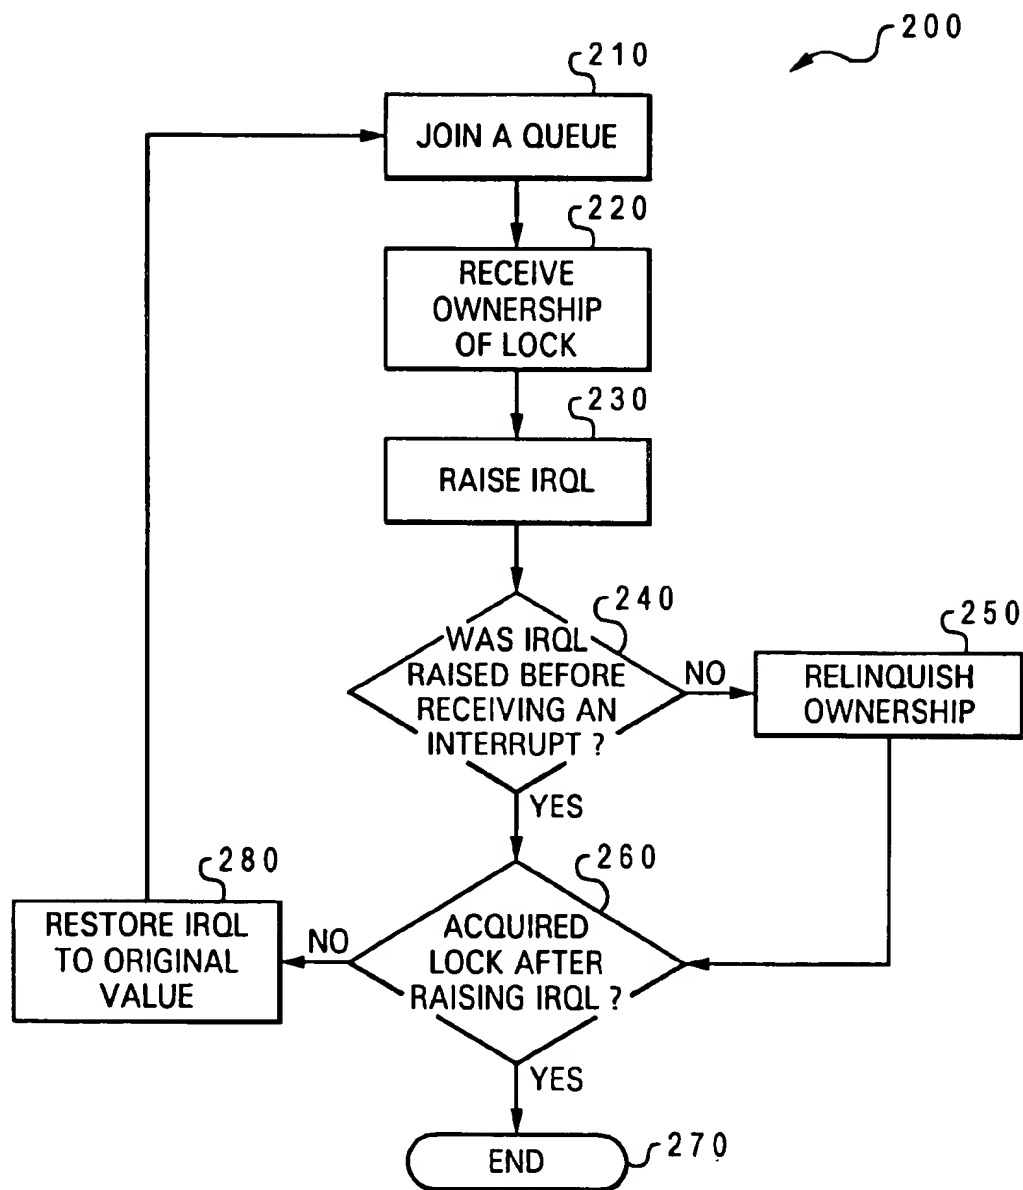 200
210
JOIN A QUEUE
220
RECEIVE
OWNERSHIP
OF LOCK
230
RAISE IRQL
240
WAS IRQL
RAISED BEFORE
RECEIVING AN
INTERRUPT ?
NO
250
RELINQUISH
OWNERSHIP
YES
260
ACQUIRED
LOCK AFTER
RAISING IRQL ?
NO
280
RESTORE IRQL
TO ORIGINAL
VALUE
YES
END
270